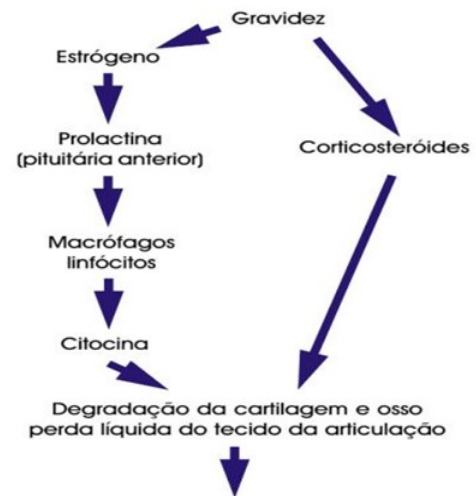 Gravidez
Estrógeno
Prolactina
(pituitária anterior)
Corticosteróides
Macrófagos
linfócitos
Citocina
Degradação da cartilagem e osso
perda líquida do tecido da articulação